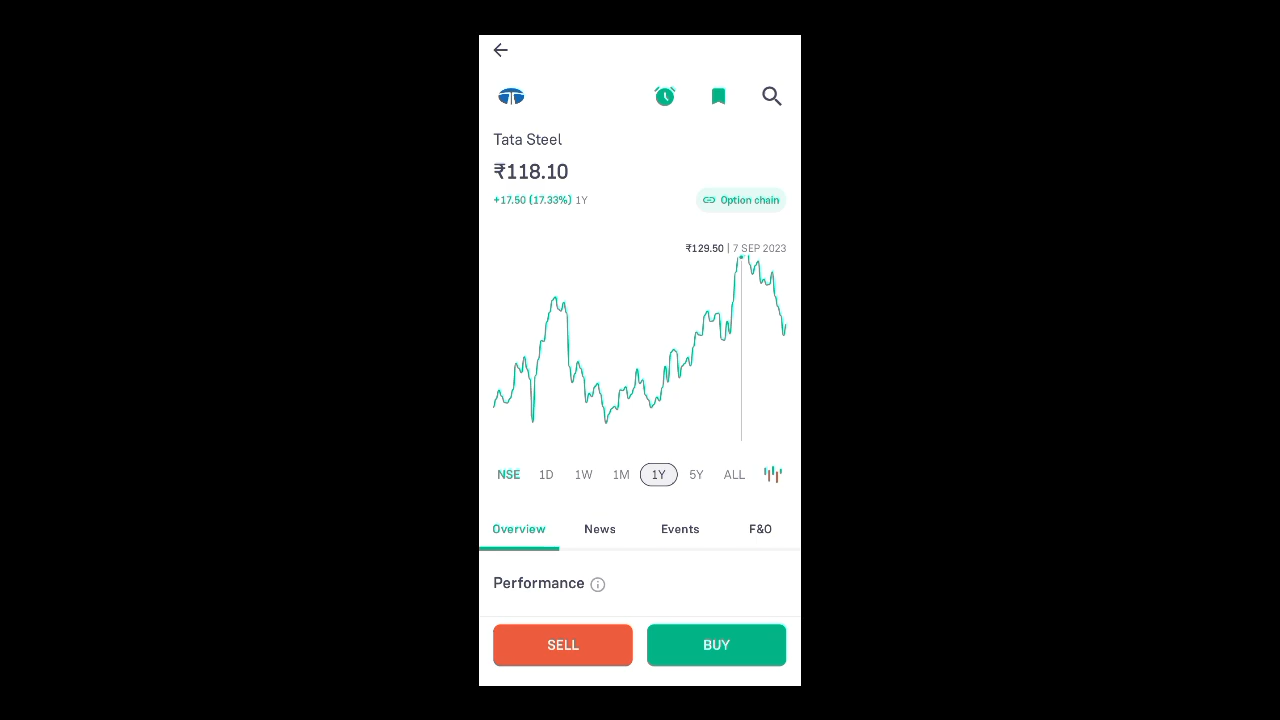 Tata Steel
₹118.10
+17.50 (17.33%) 1Y
Option chain
₹129.50 | 7 SEP 2023
NSE 1D 1W 1M 1Y 5Y ALL
Overview News Events F&O
Performance
SELL BUY